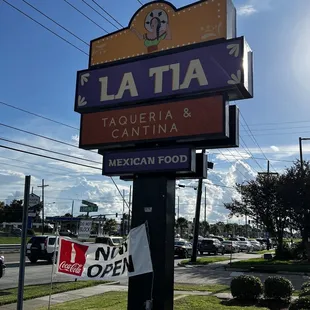 LA TIA
TAQUERIA &
CANTINA
MEXICAN FOOD
NOW
Coca-Cola
OPEN